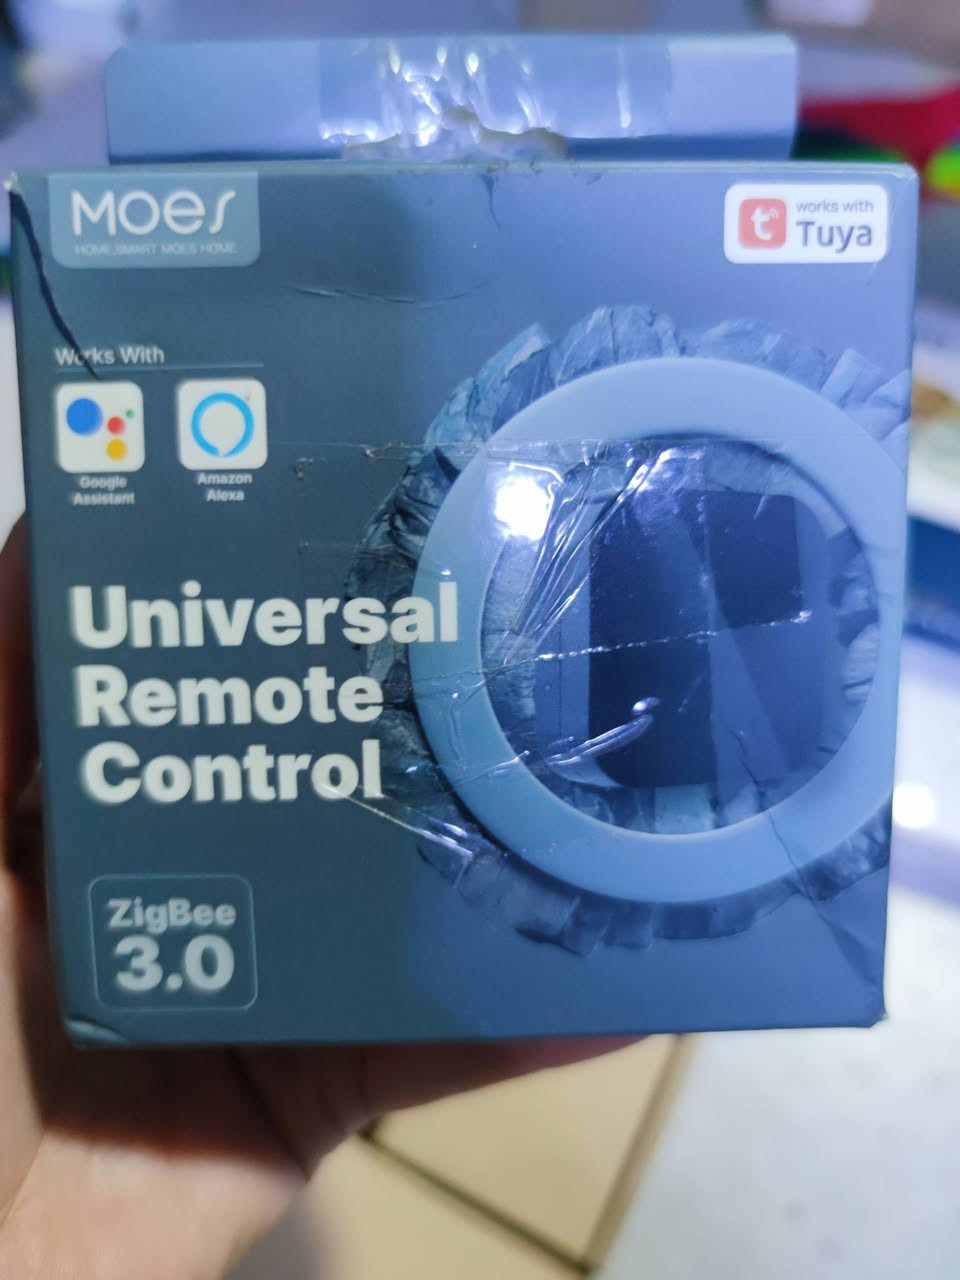 MOES
HOME,SMART MOES HOME
works with
Tuya
Works With
Google
Assistant
Amazon
Alexa
Universal
Remote
Control
ZigBee
3.0